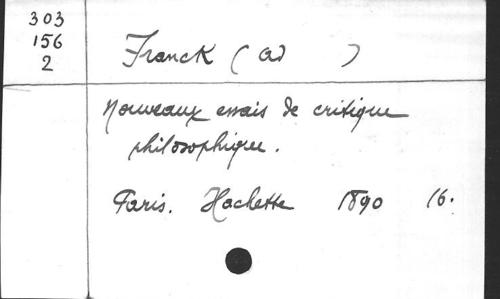 303
156
2
Franck (Ad )
Nouveaux essais de critique
philosophique.
Paris. Hachette 1890 16.